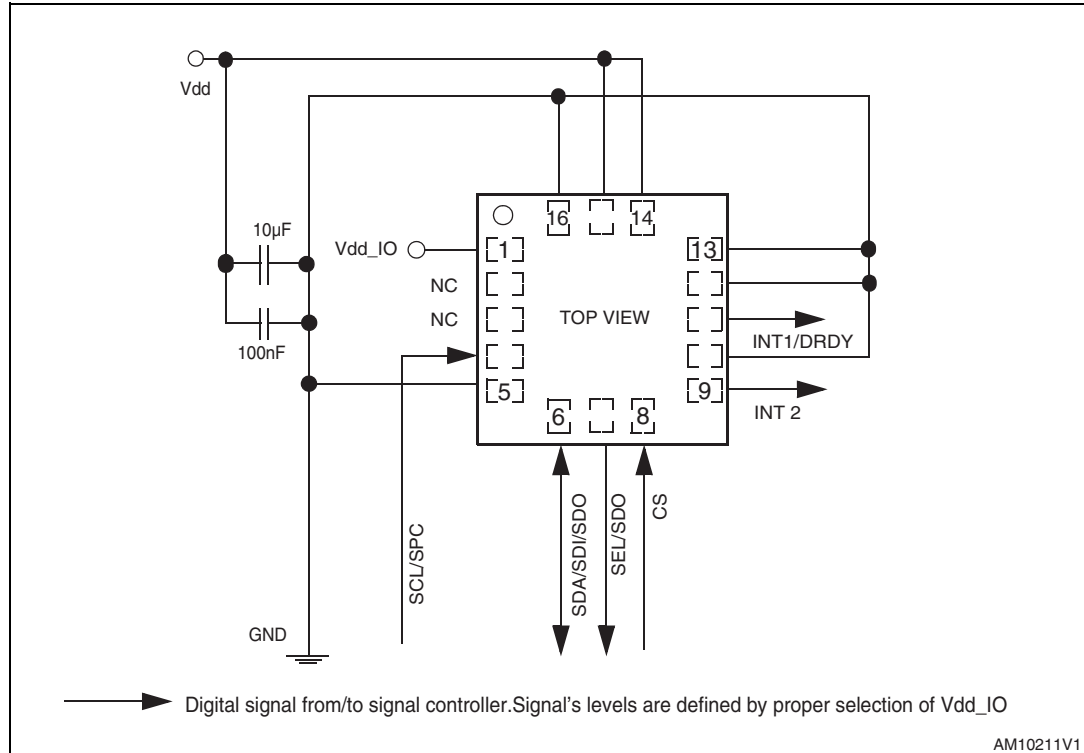 Vdd
10µF
100nF
Vdd_IO
NC
NC
16
14
1
13
TOP VIEW
INT1/DRDY
5
9
INT 2
6
8
SCL/SPC
SDA/SDI/SDO
SEL/SDO
CS
GND
Digital signal from/to signal controller.Signal's levels are defined by proper selection of Vdd_IO
AM10211V1